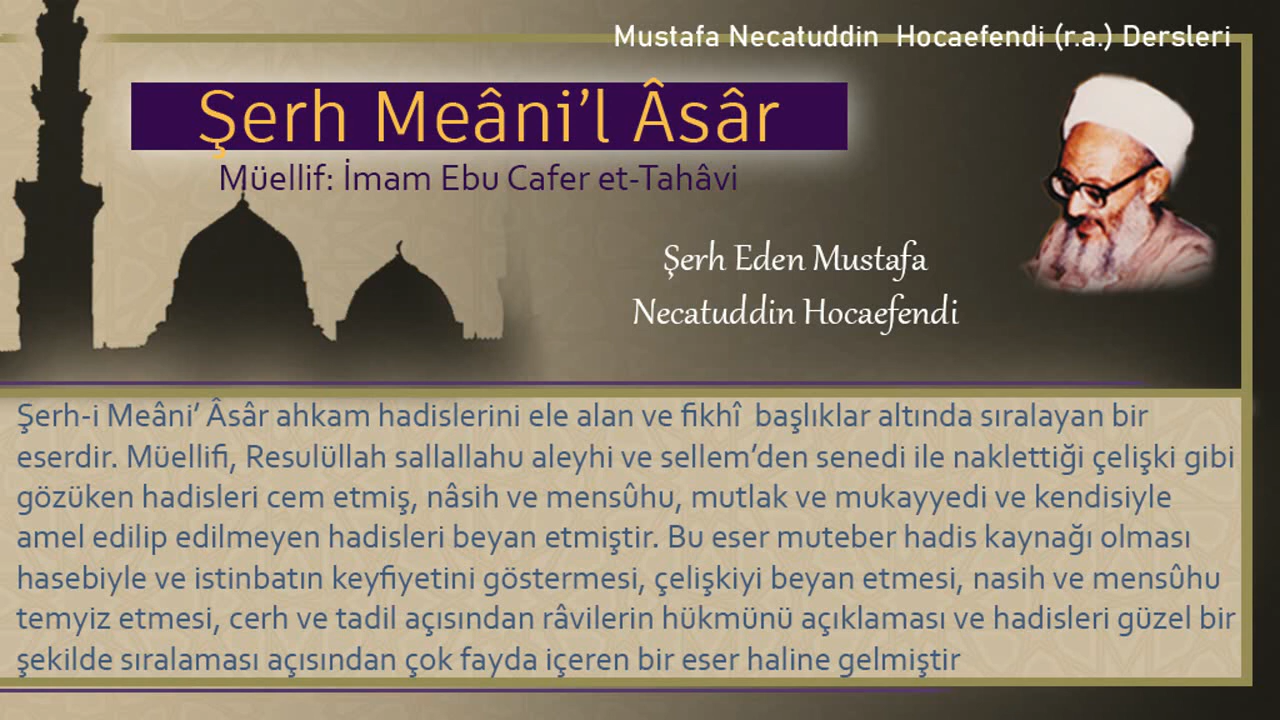 Mustafa Necatuddin Hocaefendi (r.a.) Dersleri
Şerh Meâni’l Âsâr
Müellif: İmam Ebu Cafer et-Tahâvi
Şerh Eden Mustafa
Necatuddin Hocaefendi
Şerh-i Meâni’ Âsâr ahkam hadislerini ele alan ve fikhî başlıklar altında sıralayan bir
eserdir. Müellifi, Resulüllah sallallahu aleyhi ve sellem’den senedi ile naklettiği çelişki gibi
gözüken hadisleri cem etmiş, nâsih ve mensûhu, mutlak ve mukayyedi ve kendisiyle
amel edilip edilmeyen hadisleri beyan etmiştir. Bu eser muteber hadis kaynağı olması
hasebiyle ve istinbatın keyfiyetini göstermesi, çelişkiyi beyan etmesi, nasih ve mensûhu
temyiz etmesi, cerh ve tadil açısından râvilerin hükmünü açıklaması ve hadisleri güzel bir
şekilde sıralaması açısından çok fayda içeren bir eser haline gelmiştir